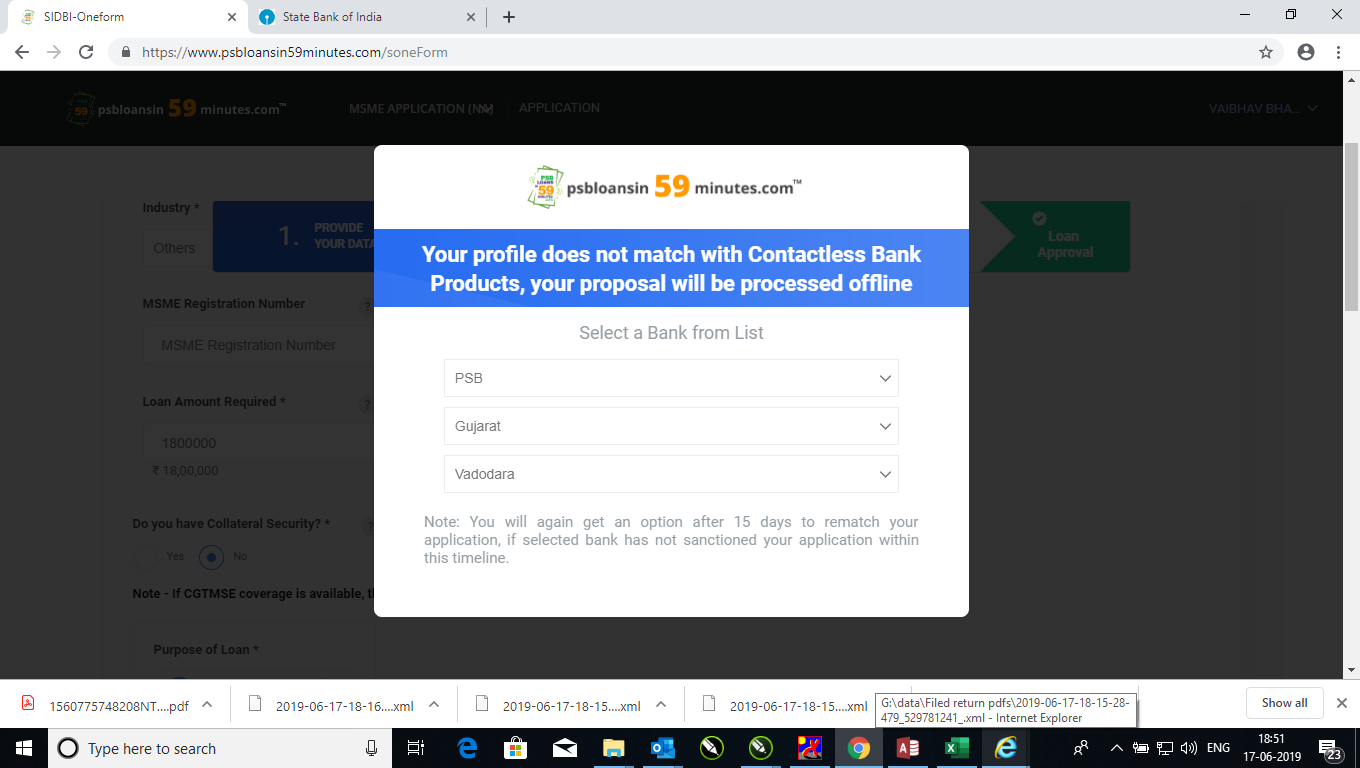 SIDBI-Oneform
State Bank of India
https://www.psbloansin59minutes.com/soneForm
psbloansin 59 minutes.com™
MSME APPLICATION (NW)
APPLICATION
VAIBHAV BHA...
PSB LOANS IN 59 MINUTES.COM
psbloansin 59 minutes.com™
Industry *
Others
1. PROVIDE
YOUR DATA
Loan
Approval
Your profile does not match with Contactless Bank
Products, your proposal will be processed offline
MSME Registration Number ?
MSME Registration Number
Select a Bank from List
PSB
Gujarat
Vadodara
Loan Amount Required * ?
1800000
₹ 18,00,000
Do you have Collateral Security? * ?
Yes
No
Note: You will again get an option after 15 days to rematch your
application, if selected bank has not sanctioned your application within
this timeline.
Note - If CGTMSE coverage is available, t
Purpose of Loan *
1560775748208NT....pdf
2019-06-17-18-16....xml
2019-06-17-18-15....xml
2019-06-17-18-15....xml
G:\data\Filed return pdfs\2019-06-17-18-15-28-
479_529781241_.xml - Internet Explorer
Show all
Type here to search
ENG
18:51
17-06-2019
23